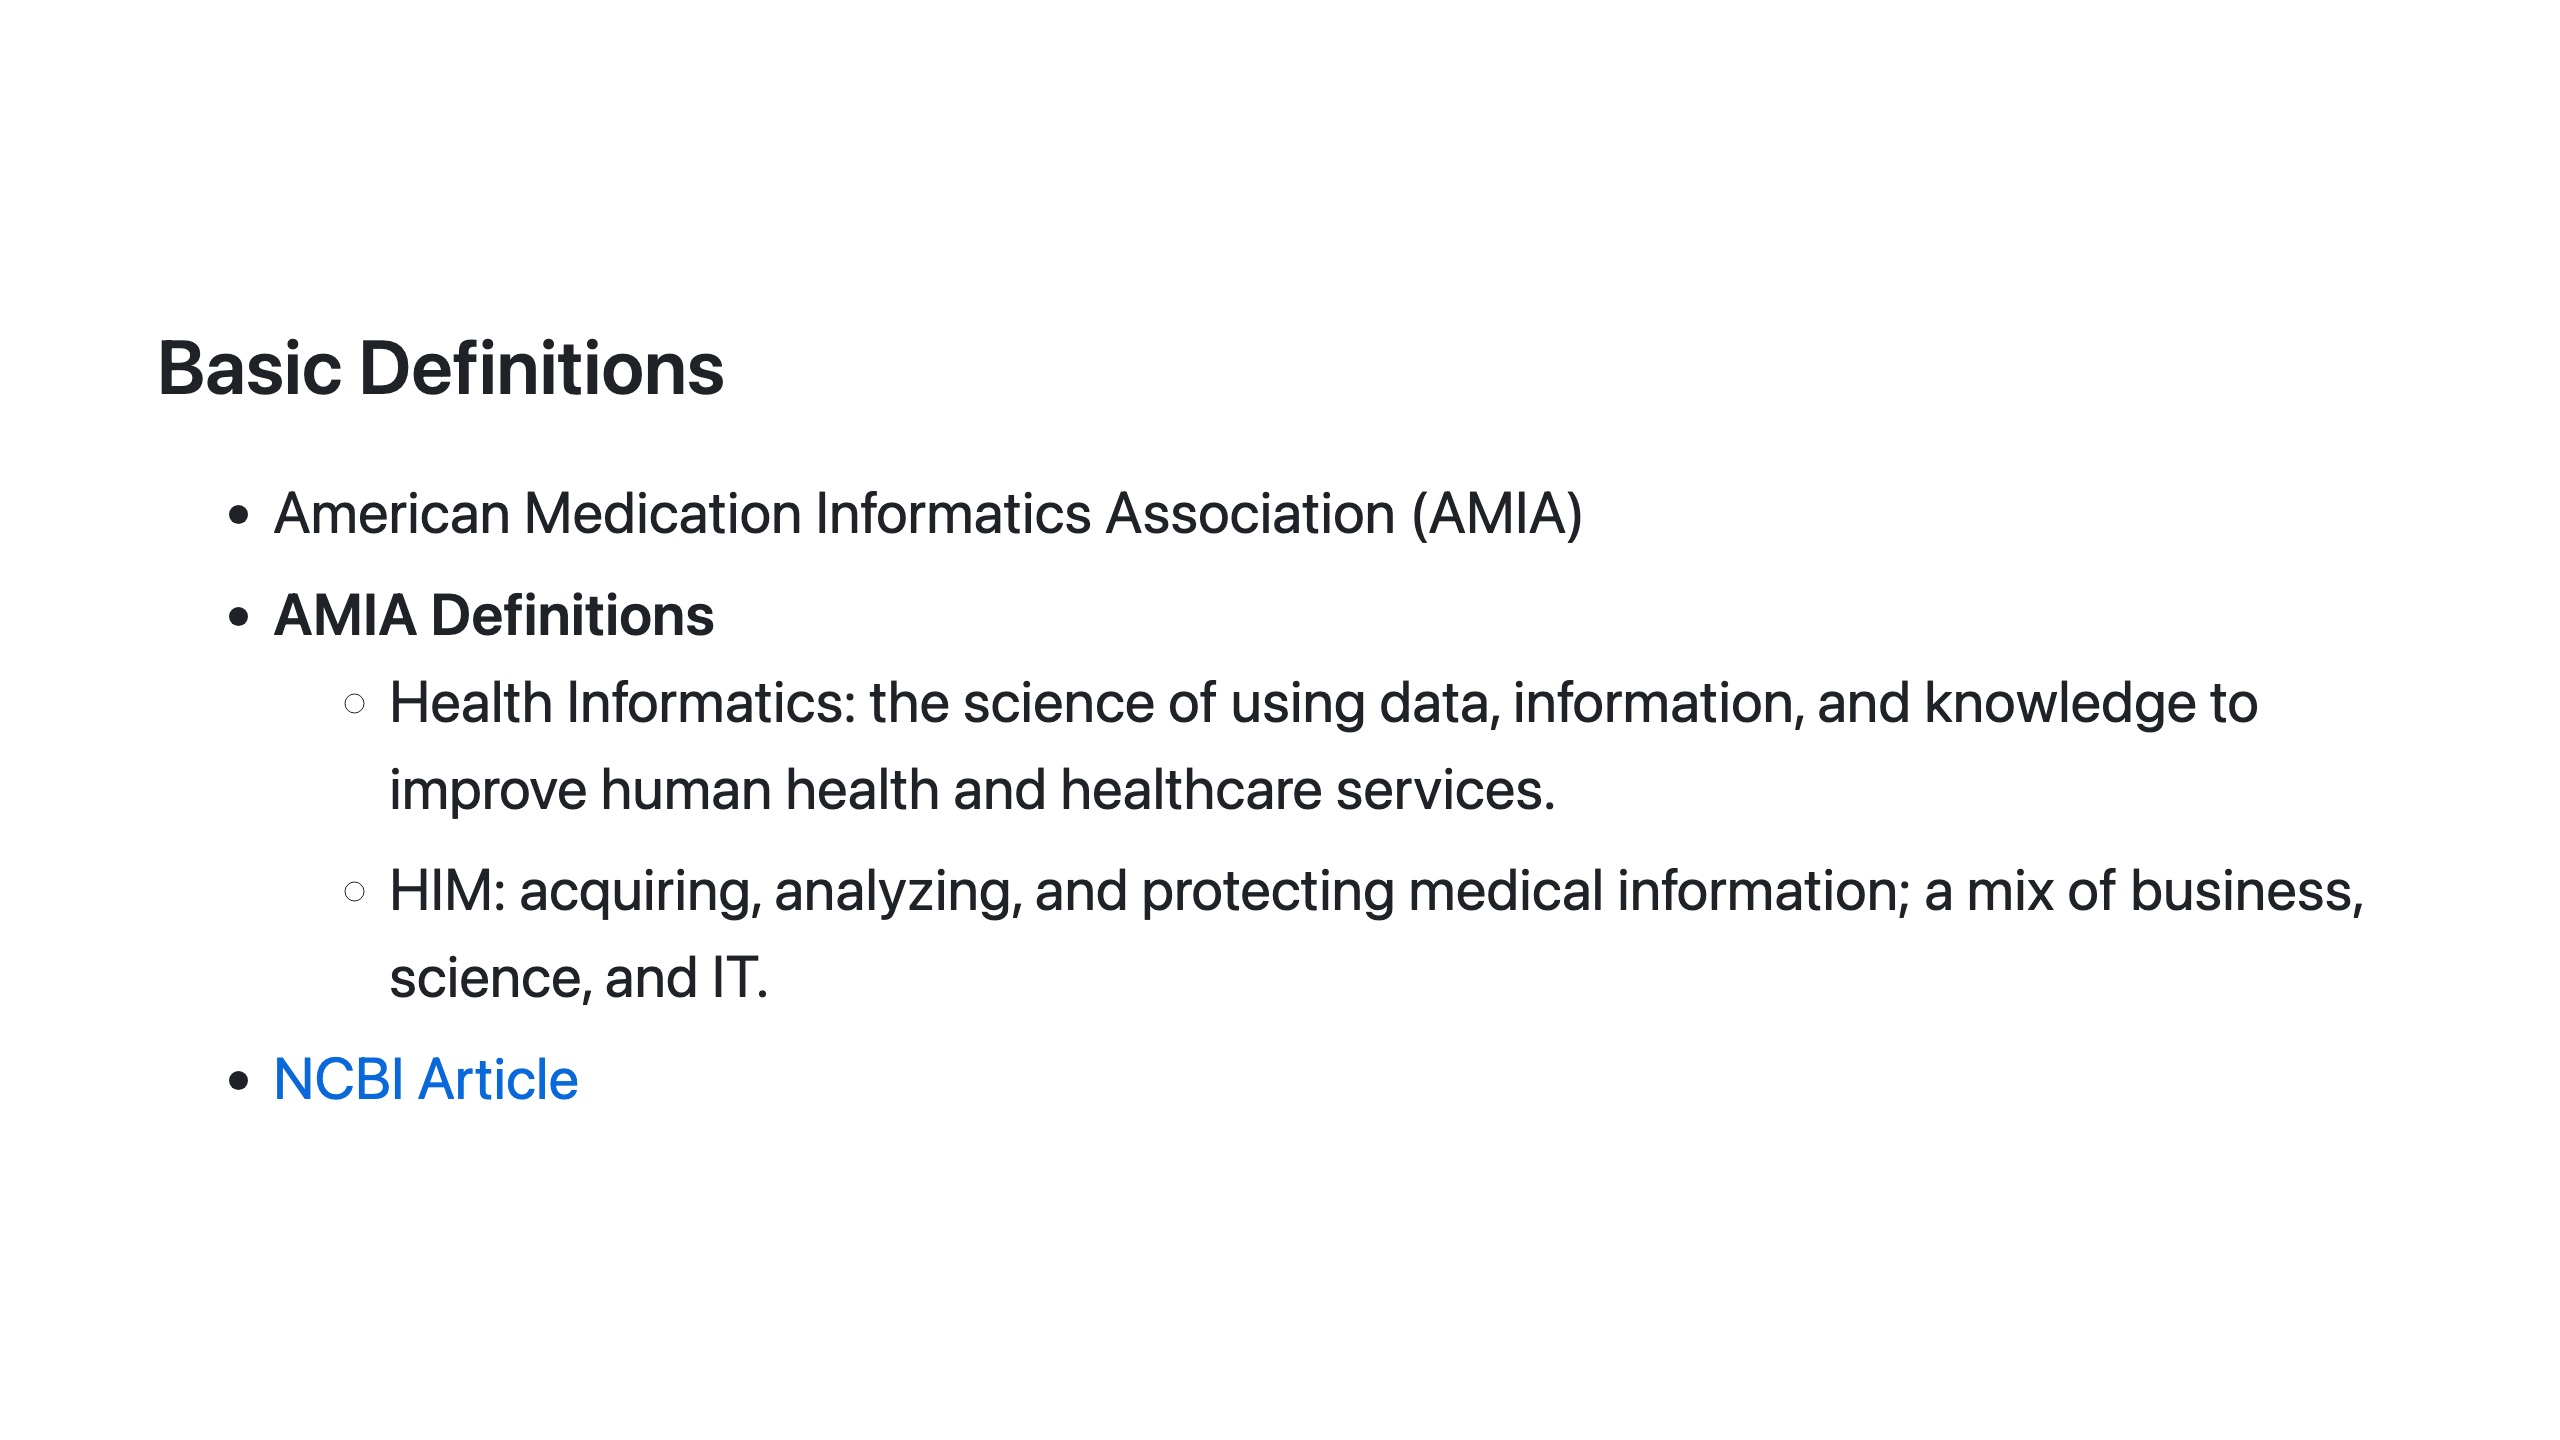 Basic Definitions
• American Medication Informatics Association (AMIA)
• AMIA Definitions
○ Health Informatics: the science of using data, information, and knowledge to
improve human health and healthcare services.
○ HIM: acquiring, analyzing, and protecting medical information; a mix of business,
science, and IT.
• NCBI Article